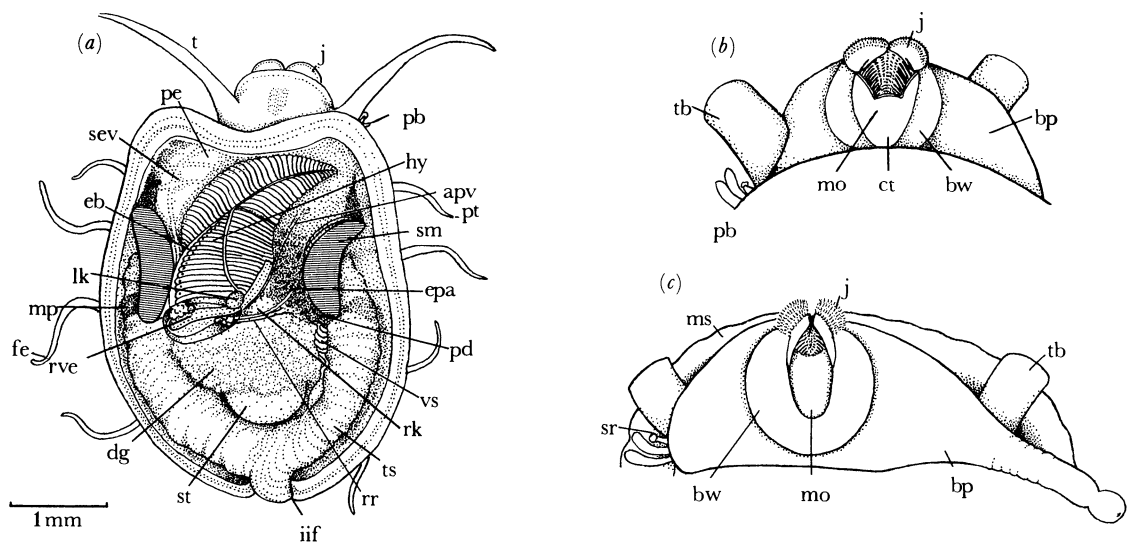 (a)
t
j
pe
pb
sev
hy
apv
pt
eb
sm
lk
epa
mp
fe
rve
pd
vs
dg
rk
ts
st
rr
iif
1mm
(b)
j
tb
bp
mo
ct
bw
pb
(c)
j
ms
tb
sr
bw
mo
bp